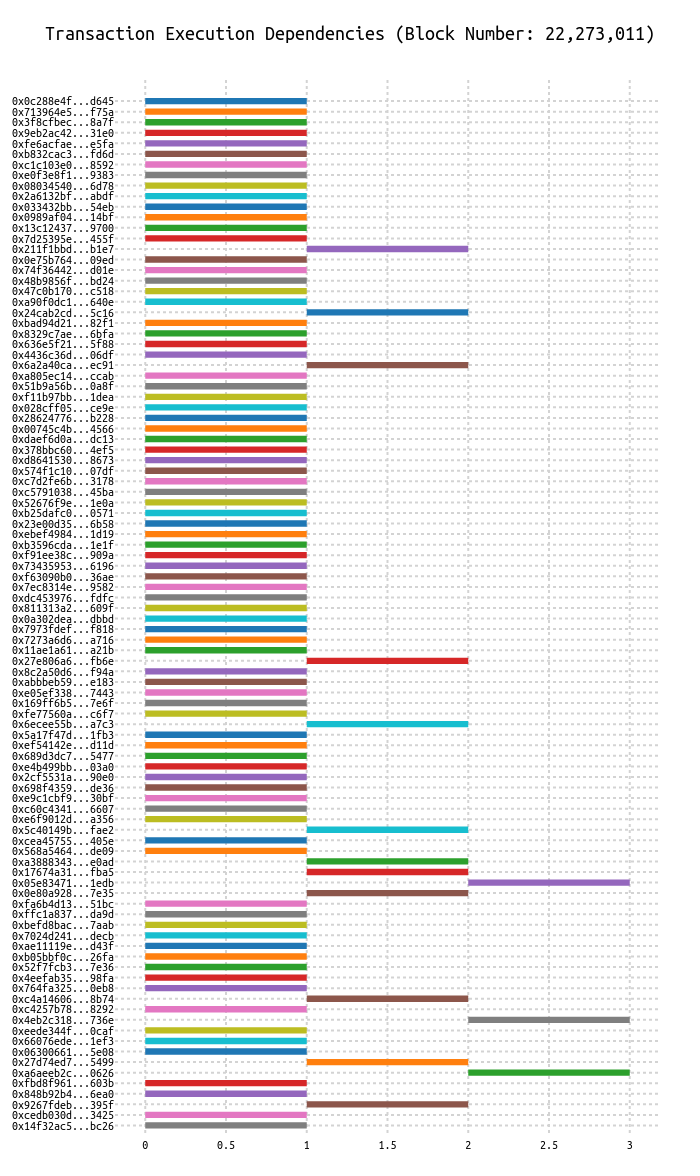 Transaction Execution Dependencies (Block Number: 22,273,011)
0x0c288e4f...d645
0x713964e5...f75a
0x3f8cfbec...8a7f
0x9eb2ac42...31e0
0xfe6acfae...e5fa
0xb832cac3...fd6d
0xc1c103e0...8592
0xe0f3e8f1...9383
0x08034540...6d78
0x2a6132bf...abdf
0x033432bb...54eb
0x0989af04...14bf
0x13c12437...9700
0x7d25395e...455f
0x211f1bbd...b1e7
0x0e75b764...09ed
0x74f36442...d01e
0x48b9856f...bd24
0x47c0b170...c518
0xa90f0dc1...640e
0x24cab2cd...5c16
0xbad94d21...82f1
0x8329c7ae...6bfa
0x636e5f21...5f88
0x4436c36d...06df
0x6a2a40ca...ec91
0xa805ec14...ccab
0x51b9a56b...0a8f
0xf11b97bb...1dea
0x028cff05...ce9e
0x28624776...b228
0x00745c4b...4566
0xdaef6d0a...dc13
0x378bbc60...4ef5
0xd8641530...8673
0x574f1c10...07df
0xc7d2fe6b...3178
0xc5791038...45ba
0x52676f9e...1e0a
0xb25dafc0...0571
0x23e00d35...6b58
0xebef4984...1d19
0xb3596cda...1e1f
0xf91ee38c...909a
0x73435953...6196
0xf63090b0...36ae
0x7ec8314e...9582
0xdc453976...fdfc
0x811313a2...609f
0x0a302dea...dbbd
0x7973fdef...f818
0x7273a6d6...a716
0x11ae1a61...a21b
0x27e806a6...fb6e
0x8c2a50d6...f94a
0xabbbeb59...e183
0xe05ef338...7443
0x169ff6b5...7e6f
0xfe77560a...c6f7
0x6ecee55b...a7c3
0x5a17f47d...1fb3
0xef54142e...d11d
0x689d3dc7...5477
0xe4b499bb...03a0
0x2cf5531a...90e0
0x698f4359...de36
0xe9c1cbf9...30bf
0xc60c4341...6607
0xe6f9012d...a356
0x5c40149b...fae2
0xcea45755...405e
0x568a5464...de09
0xa3888343...e0ad
0x17674a31...fba5
0x05e83471...1edb
0x0e80a928...7e35
0xfa6b4d13...51bc
0xffc1a837...da9d
0xbefd8bac...7aab
0x7024d241...decb
0xae11119e...d43f
0xb05bbf0c...26fa
0x52f7fcb3...7e36
0x4eefab35...98fa
0x764fa325...0eb8
0xc4a14606...8b74
0xc4257b78...8292
0x4eb2c318...736e
0xeede344f...0caf
0x66076ede...1ef3
0x06300661...5e08
0x27d74ed7...5499
0xa6aeeb2c...0626
0xfbd8f961...603b
0x848b92b4...6ea0
0x9267fdeb...395f
0xcedb030d...3425
0x14f32ac5...bc26
0 0.5 1 1.5 2 2.5 3